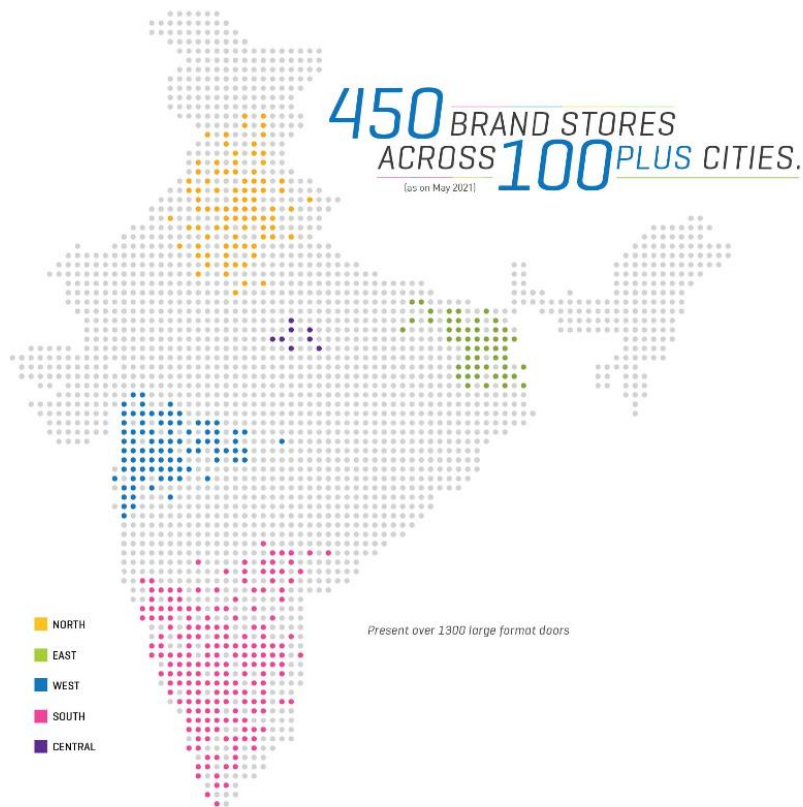 450 BRAND STORES
ACROSS 100 PLUS CITIES.
(as on May 2021)
Present over 1300 large format doors
NORTH
EAST
WEST
SOUTH
CENTRAL